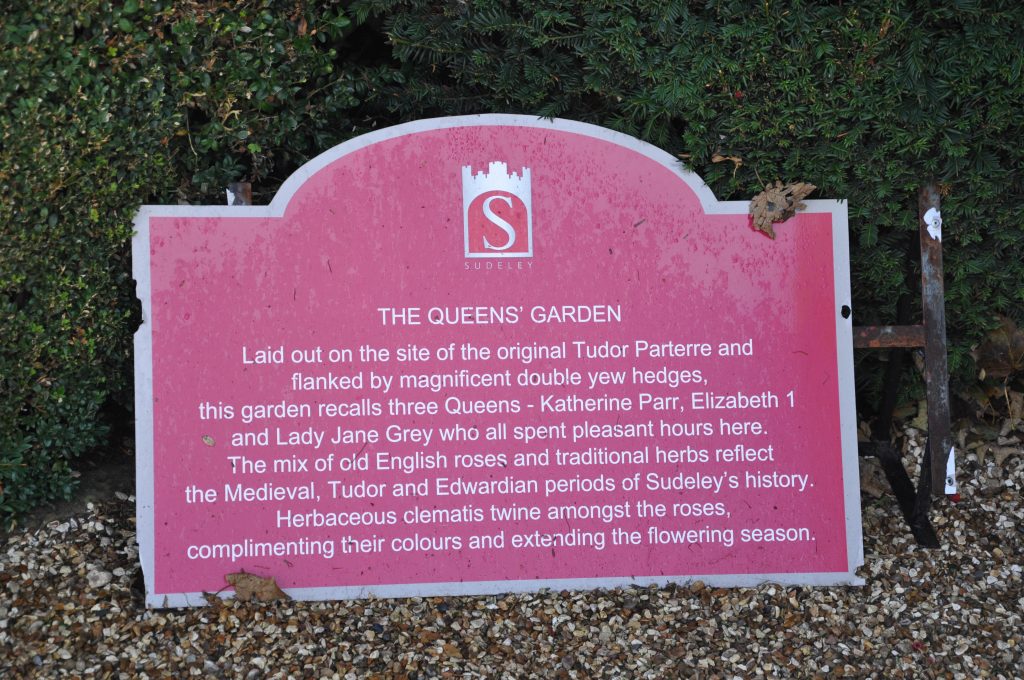 S
SUDELEY
THE QUEENS' GARDEN
Laid out on the site of the original Tudor Parterre and
flanked by magnificent double yew hedges,
this garden recalls three Queens - Katherine Parr, Elizabeth 1
and Lady Jane Grey who all spent pleasant hours here.
The mix of old English roses and traditional herbs reflect
the Medieval, Tudor and Edwardian periods of Sudeley's history.
Herbaceous clematis twine amongst the roses,
complimenting their colours and extending the flowering season.